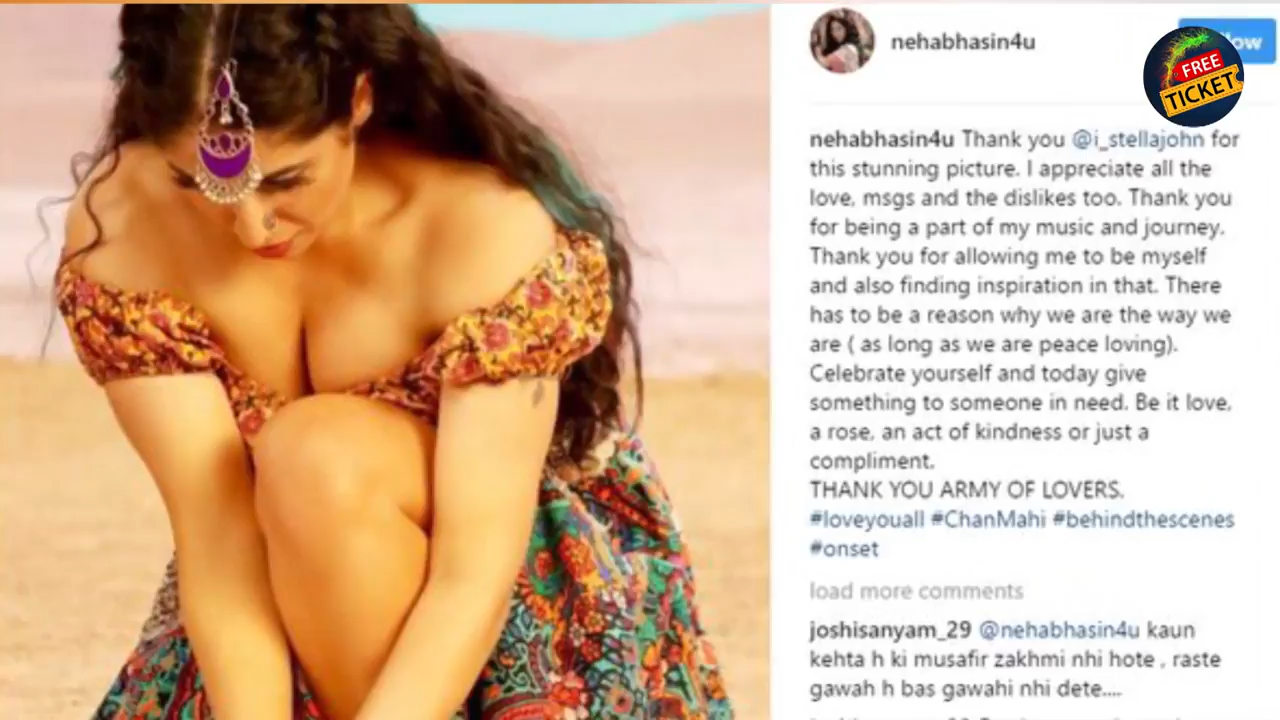 nehabhasin4u
FREE
TICKET
nehabhasin4u Thank you @i_stellajohn for
this stunning picture. I appreciate all the
love, msgs and the dislikes too. Thank you
for being a part of my music and journey.
Thank you for allowing me to be myself
and also finding inspiration in that. There
has to be a reason why we are the way we
are ( as long as we are peace loving).
Celebrate yourself and today give
something to someone in need. Be it love,
a rose, an act of kindness or just a
compliment.
THANK YOU ARMY OF LOVERS.
#loveyouall #ChanMahi #behindthescenes
#onset
load more comments
joshisanyam_29 @nehabhasin4u kaun
kehta h ki musafir zakhmi nhi hote , raste
gawah h bas gawahi nhi dete....